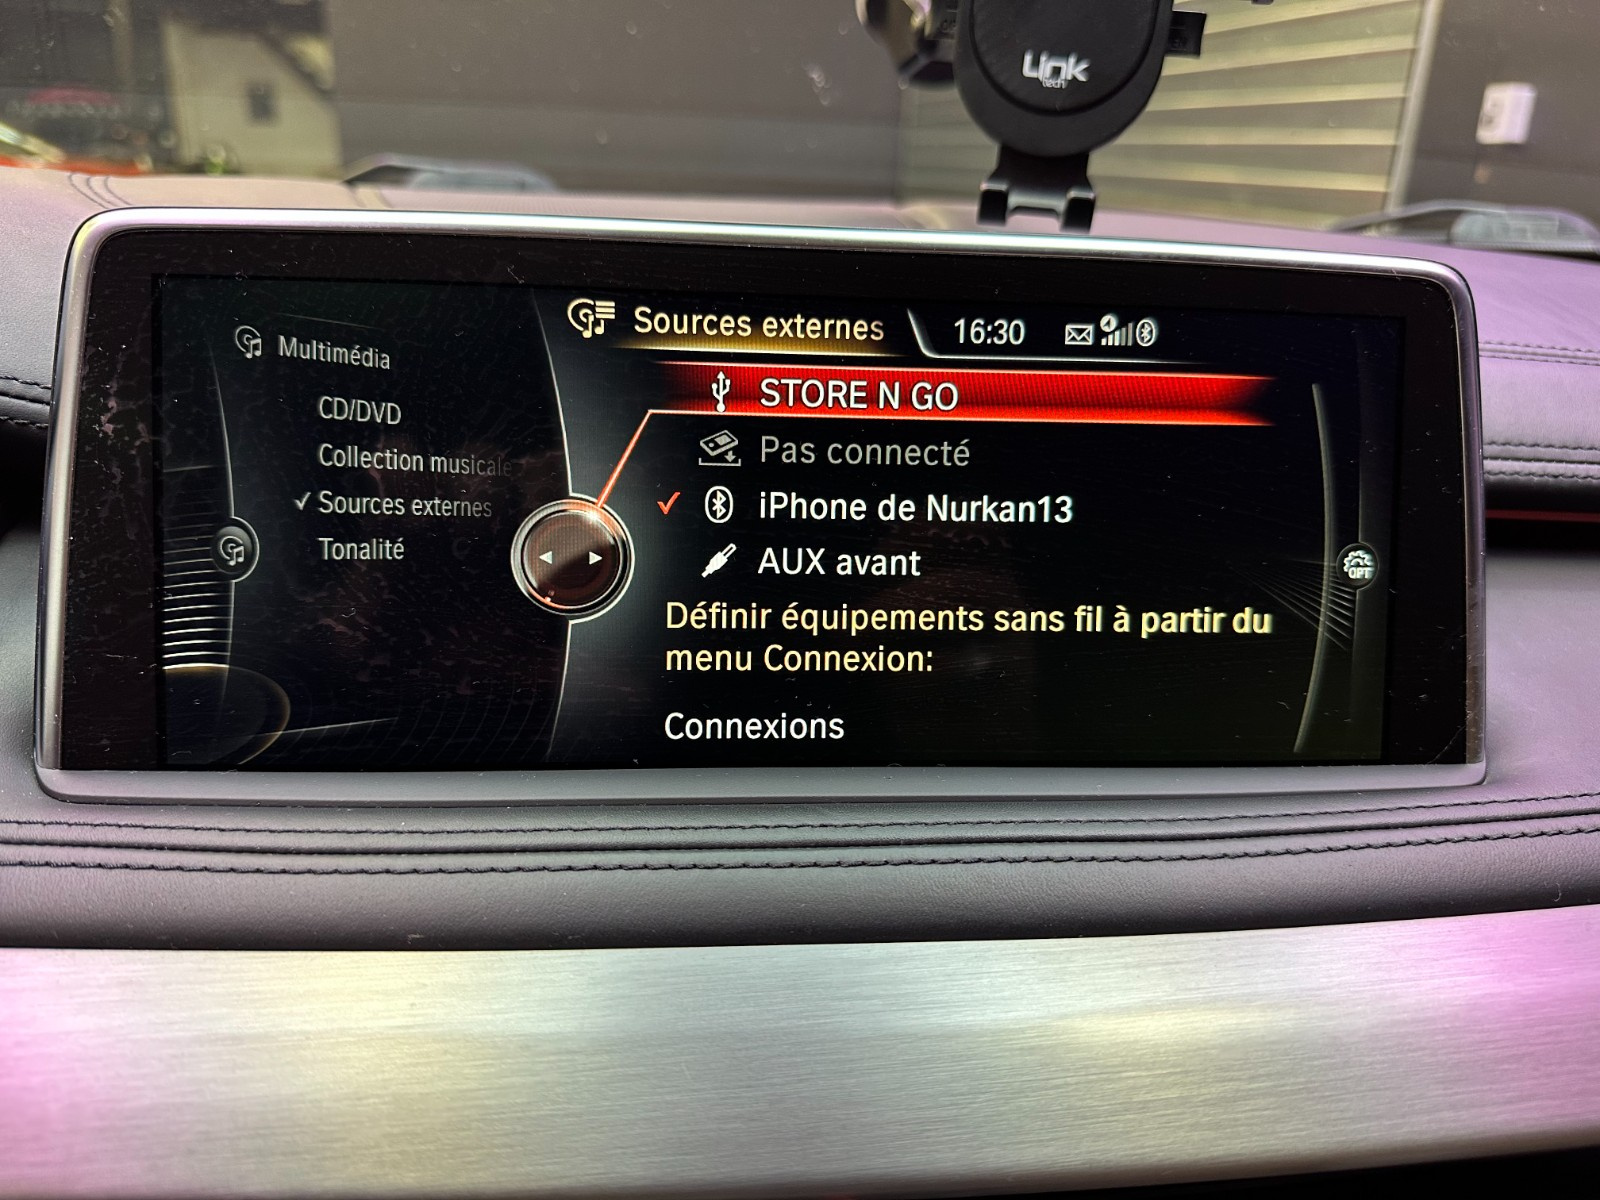 Link
tech
Multimédia
CD/DVD
Collection musicale
Sources externes
Tonalité
Sources externes
16:30
STORE N GO
Pas connecté
iPhone de Nurkan13
AUX avant
Définir équipements sans fil à partir du
menu Connexion:
Connexions
OPT